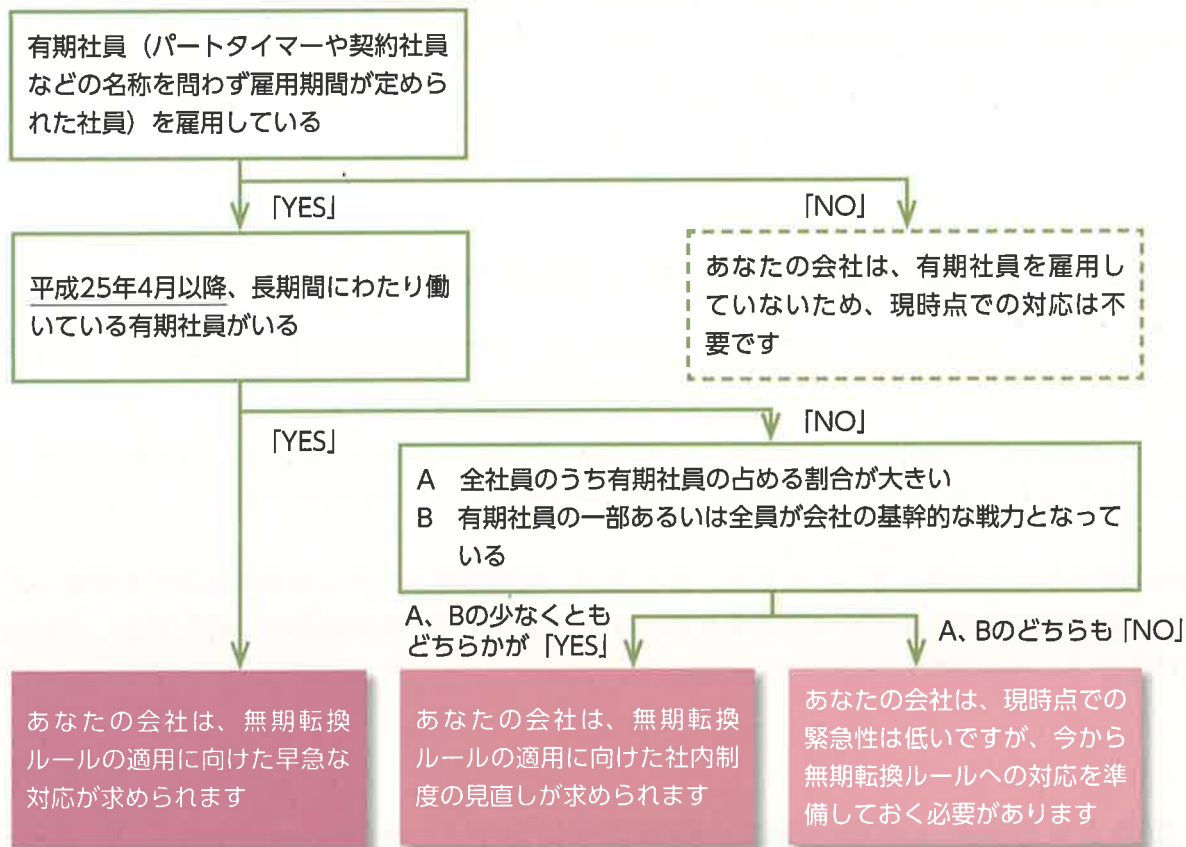 有期社員（パートタイマーや契約社員
などの名称を問わず雇用期間が定めら
れた社員）を雇用している
「YES」
「NO」
平成25年4月以降、長期間にわたり働
いている有期社員がいる
あなたの会社は、有期社員を雇用し
ていないため、現時点での対応は不
要です
「YES」
「NO」
A　全社員のうち有期社員の占める割合が大きい
B　有期社員の一部あるいは全員が会社の基幹的な戦力となって
いる
A、Bの少なくとも
どちらかが「YES」
A、Bのどちらも「NO」
あなたの会社は、無期転換
ルールの適用に向けた早急な
対応が求められます
あなたの会社は、無期転換
ルールの適用に向けた社内制
度の見直しが求められます
あなたの会社は、現時点での
緊急性は低いですが、今から
無期転換ルールへの対応を準
備しておく必要があります